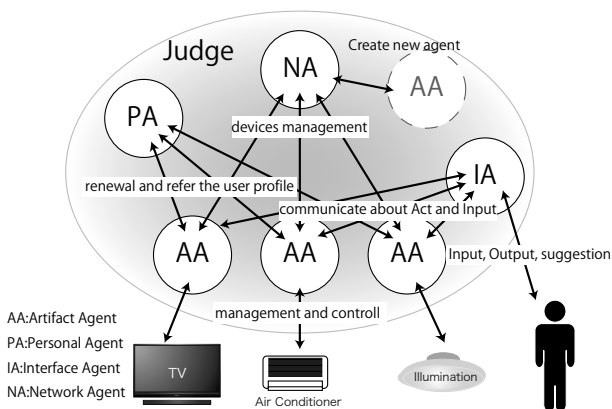 Judge
Create new agent
NA
AA
PA
devices management
IA
renewal and refer the user profile
communicate about Act and Input
AA
AA
AA
Input, Output, suggestion
management and controll
AA:Artifact Agent
PA:Personal Agent
IA:Interface Agent
NA:Network Agent
TV
Air Conditioner
Illumination